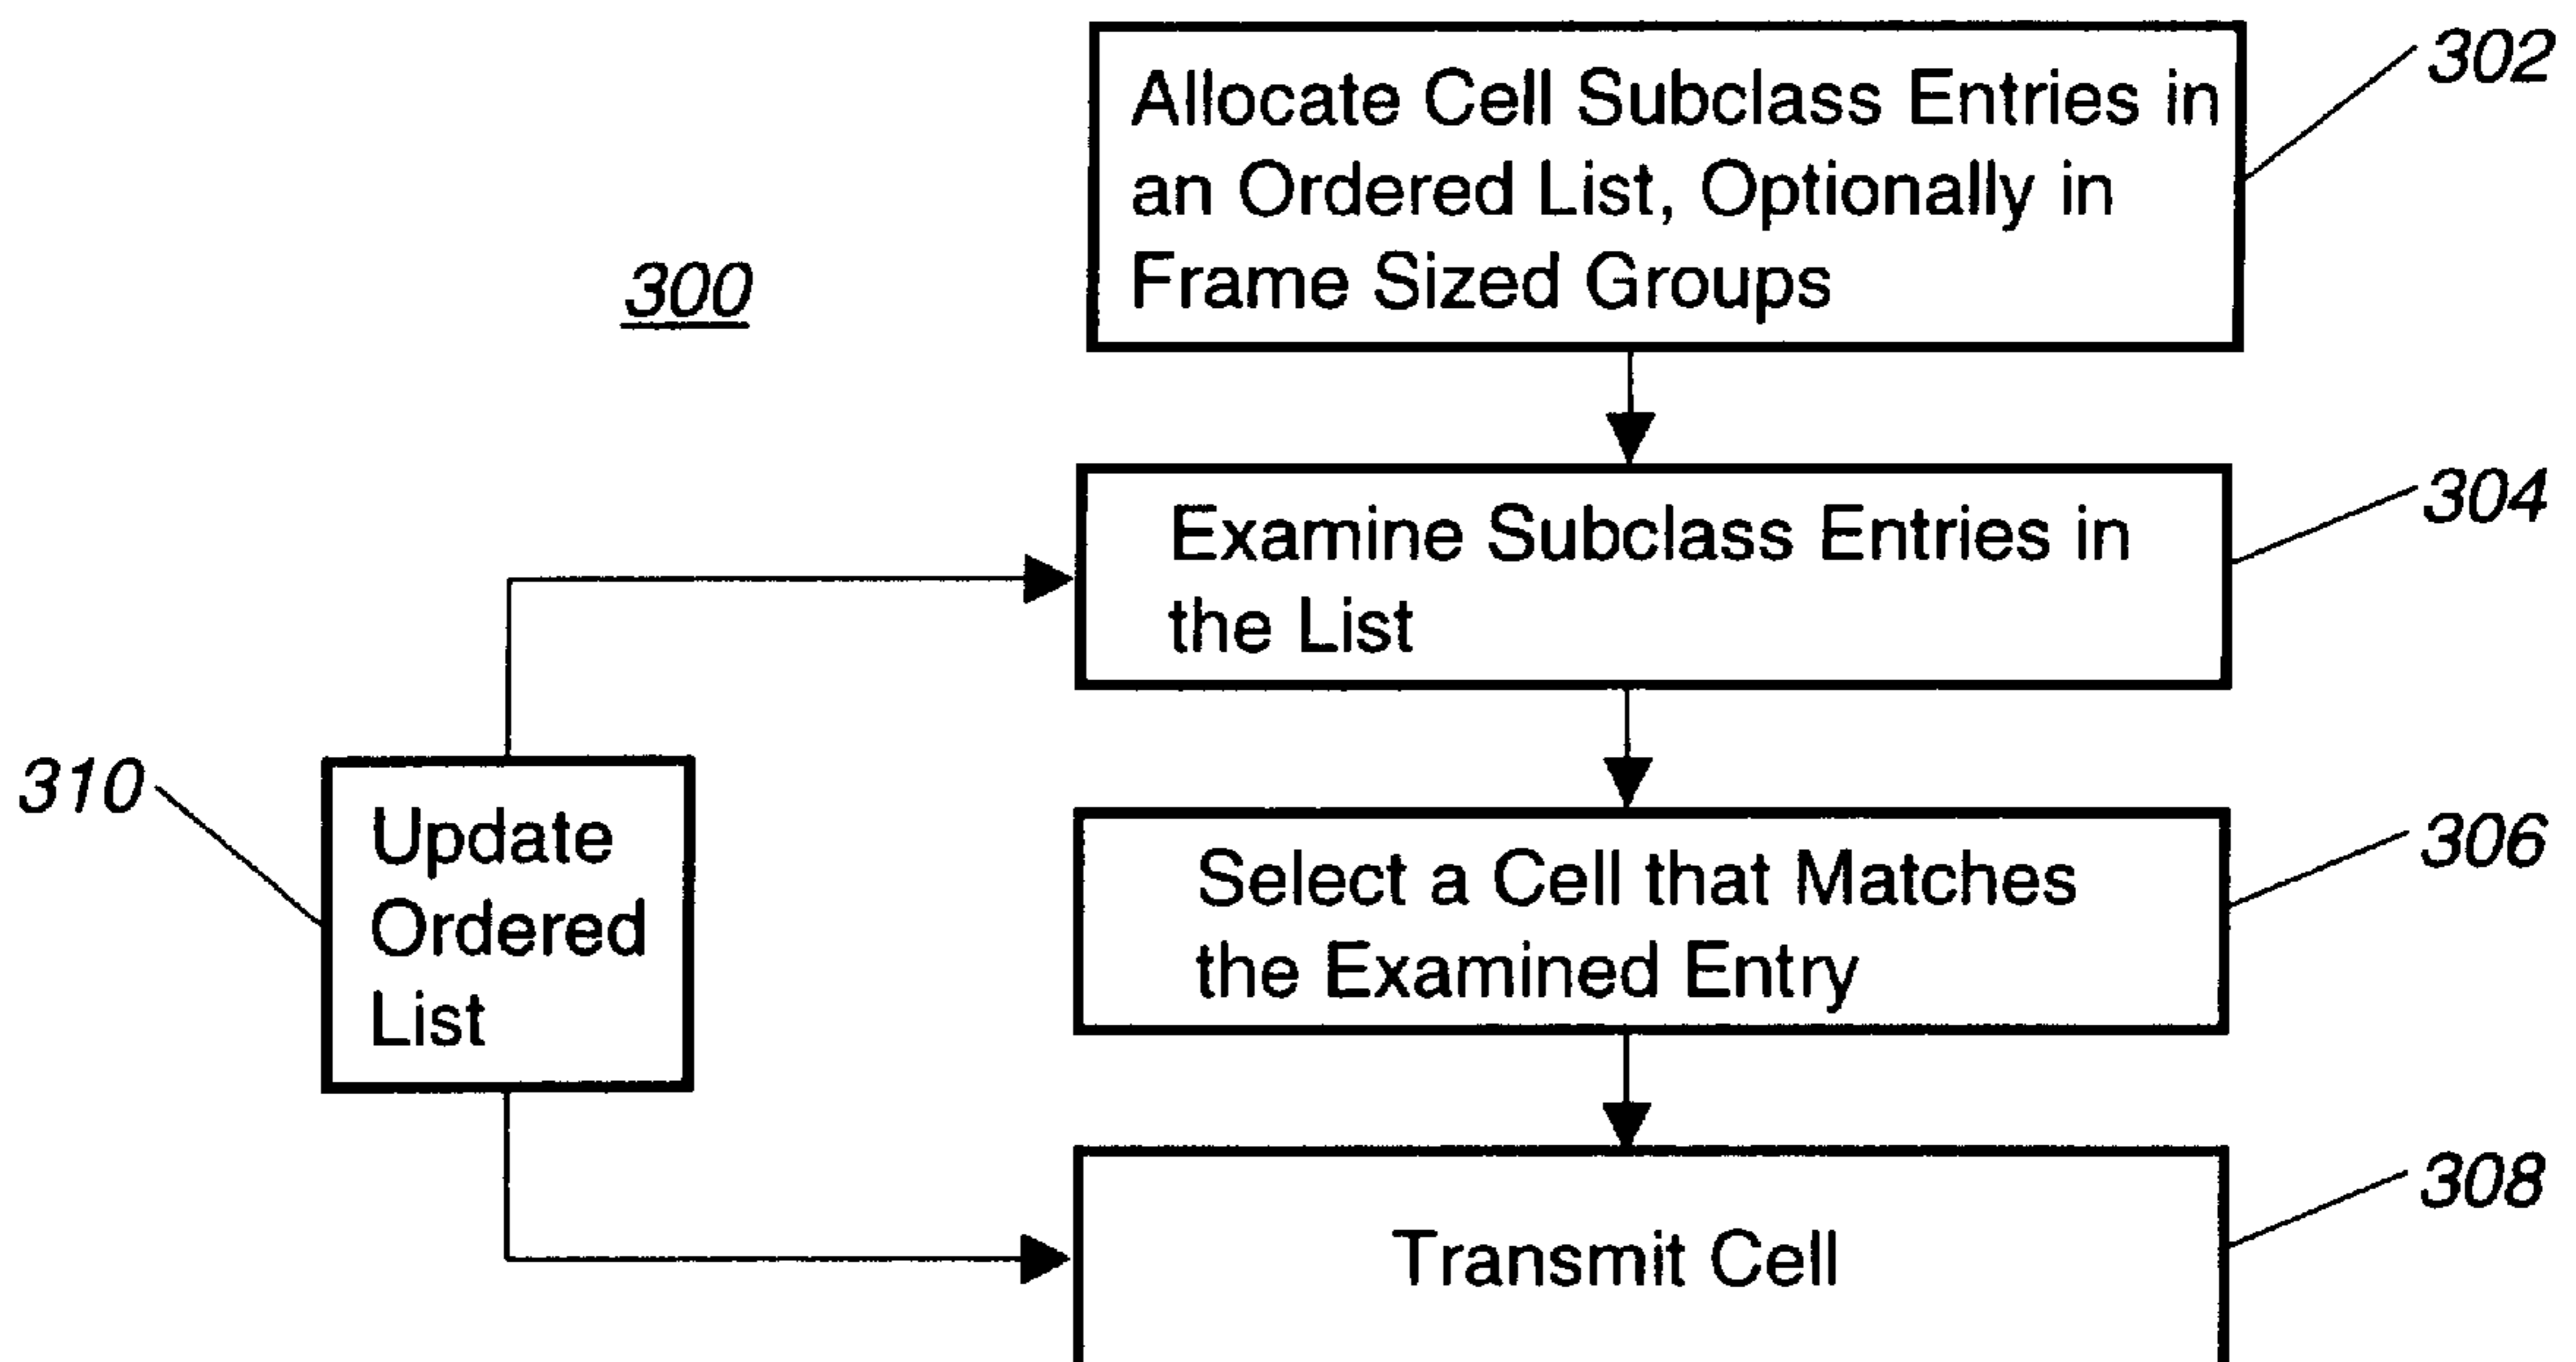 Allocate Cell Subclass Entries in
an Ordered List, Optionally in
Frame Sized Groups
302
300
Examine Subclass Entries in
the List
304
310
Update
Ordered
List
Select a Cell that Matches
the Examined Entry
306
Transmit Cell
308